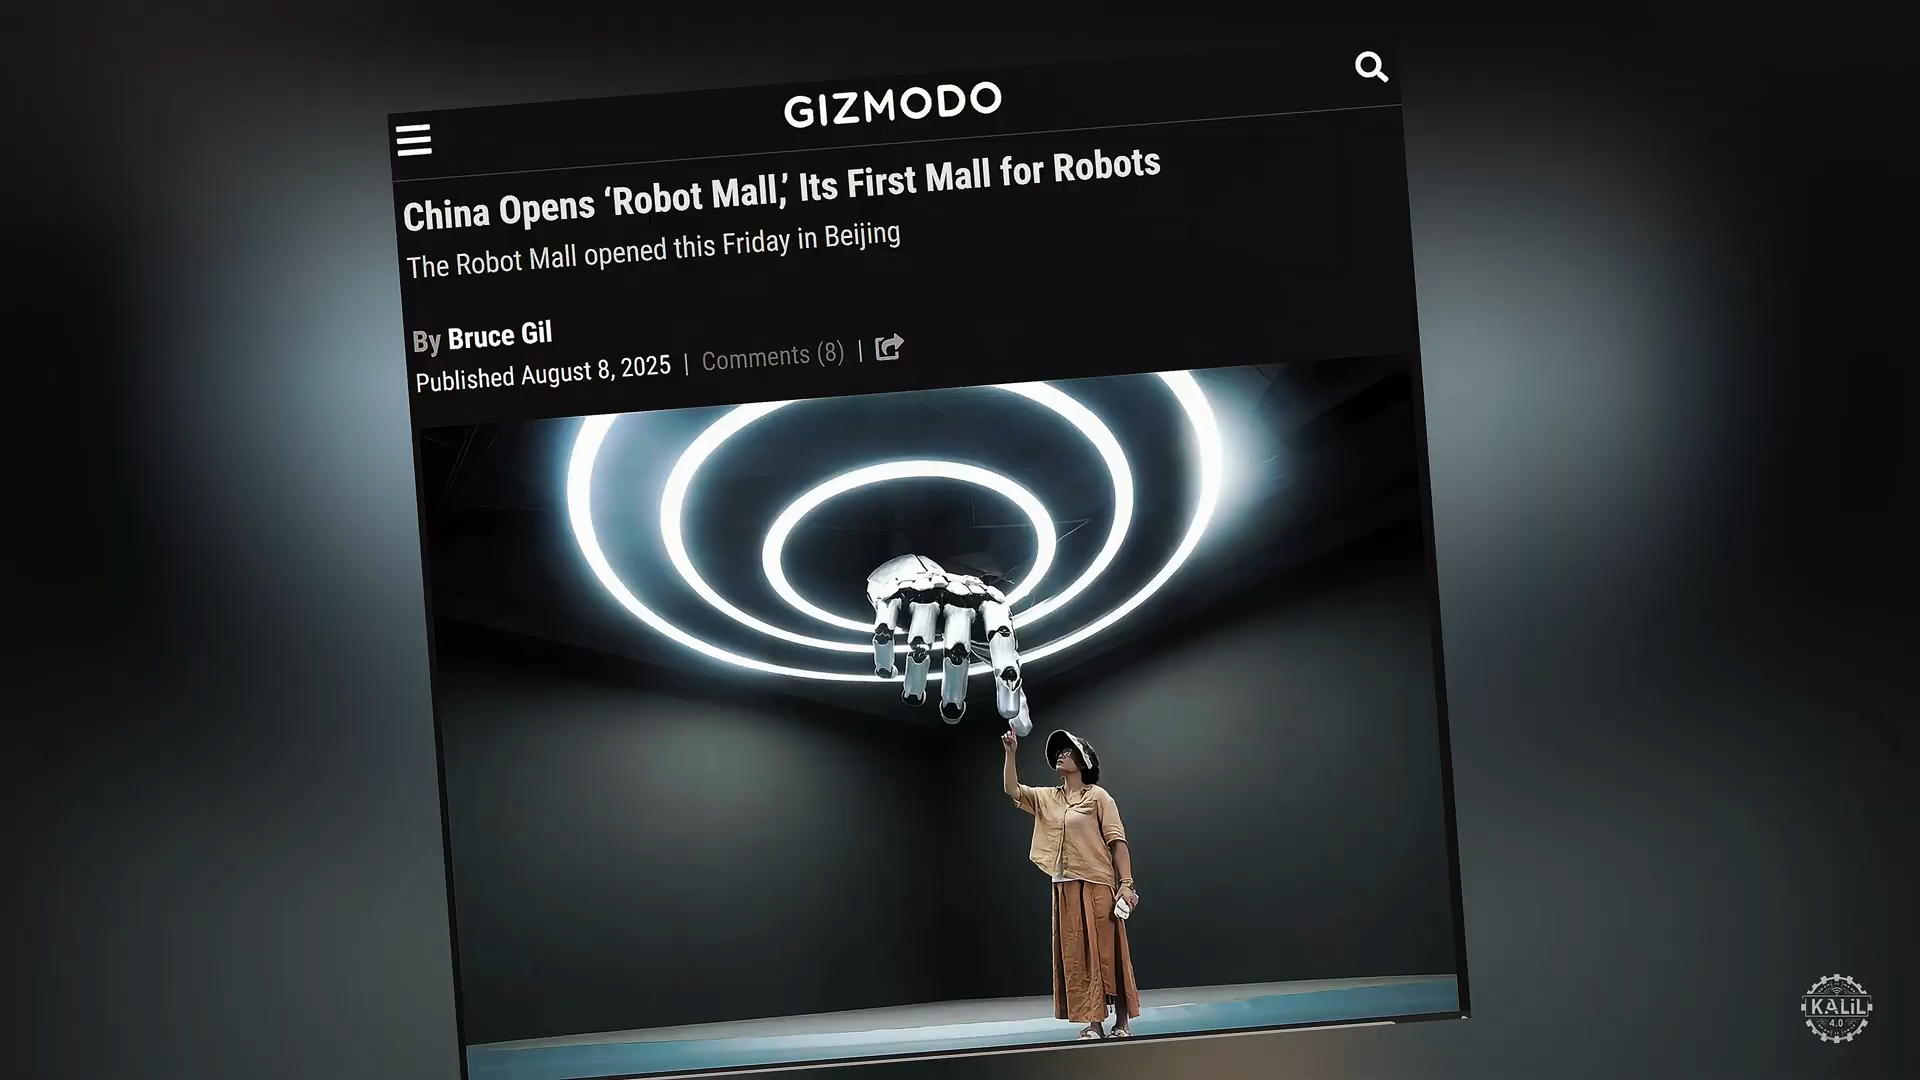 GIZMODO
China Opens ‘Robot Mall,’ Its First Mall for Robots
The Robot Mall opened this Friday in Beijing
By Bruce Gil
Published August 8, 2025 | Comments (8) |
KALiL
4.0